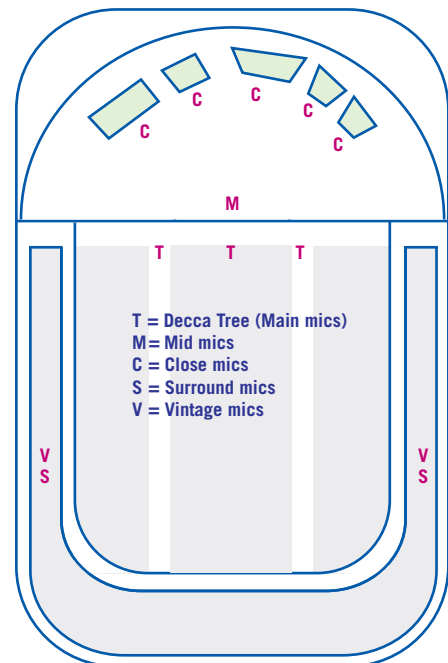 C
C
C
C
C
M
T T T
T = Decca Tree (Main mics)
M= Mid mics
C = Close mics
S = Surround mics
V = Vintage mics
V V
S S